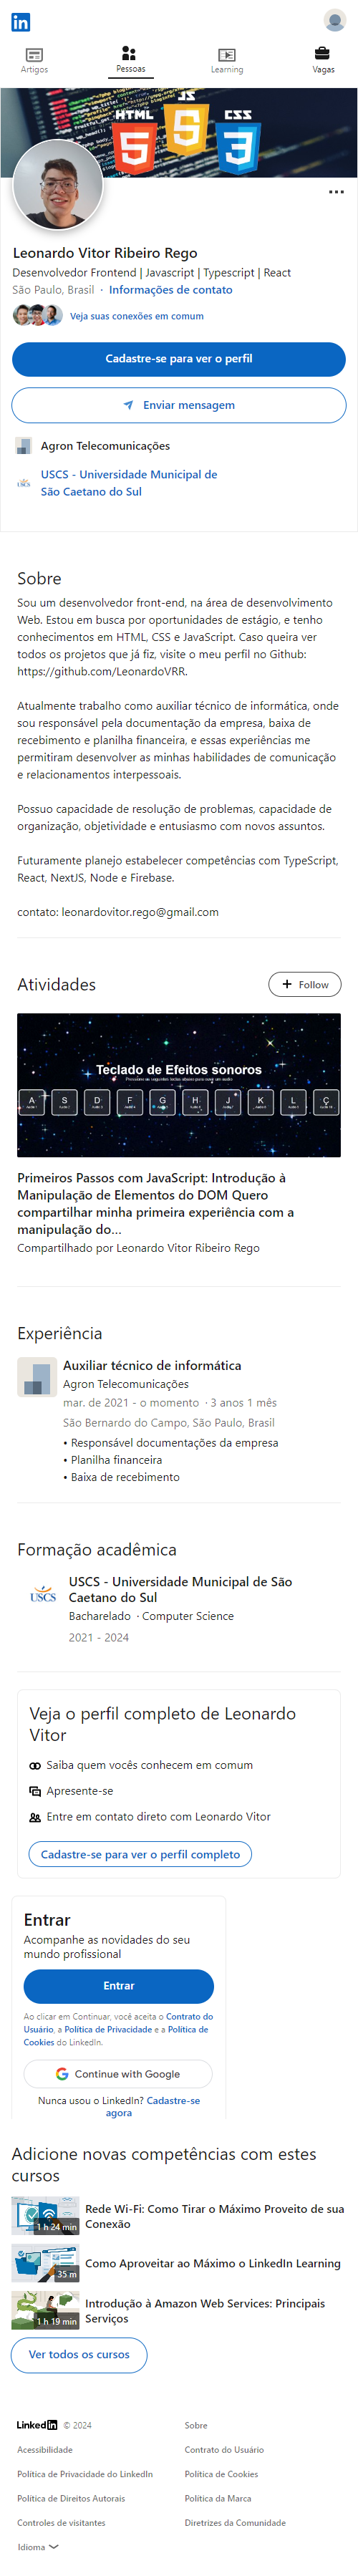 in
Artigos
Pessoas
Learning
Vagas
HTML
JS
CSS
5
5
3
Leonardo Vitor Ribeiro Rego
Desenvolvedor Frontend | Javascript | Typescript | React
São Paulo, Brasil · Informações de contato
Veja suas conexões em comum
Cadastre-se para ver o perfil
Enviar mensagem
Agron Telecomunicações
USCS - Universidade Municipal de
São Caetano do Sul
Sobre
Sou um desenvolvedor front-end, na área de desenvolvimento
Web. Estou em busca por oportunidades de estágio, e tenho
conhecimentos em HTML, CSS e JavaScript. Caso queira ver
todos os projetos que já fiz, visite o meu perfil no Github:
https://github.com/LeonardoVRR.
Atualmente trabalho como auxiliar técnico de informática, onde
sou responsável pela documentação da empresa, baixa de
recebimento e planilha financeira, e essas experiências me
permitiram desenvolver as minhas habilidades de comunicação
e relacionamentos interpessoais.
Possuo capacidade de resolução de problemas, capacidade de
organização, objetividade e entusiasmo com novos assuntos.
Futuramente planejo estabelecer competências com TypeScript,
React, NextJS, Node e Firebase.
contato: leonardovitor.rego@gmail.com
Atividades
Follow
Teclado de Efeitos sonoros
A S D F G H J K L Ç
Primeiros Passos com JavaScript: Introdução à
Manipulação de Elementos do DOM Quero
compartilhar minha primeira experiência com a
manipulação do...
Compartilhado por Leonardo Vitor Ribeiro Rego
Experiência
Auxiliar técnico de informática
Agron Telecomunicações
mar. de 2021 - o momento · 3 anos 1 mês
São Bernardo do Campo, São Paulo, Brasil
• Responsável documentações da empresa
• Planilha financeira
• Baixa de recebimento
Formação acadêmica
USCS
USCS - Universidade Municipal de São
Caetano do Sul
Bacharelado · Computer Science
2021 - 2024
Veja o perfil completo de Leonardo
Vitor
Saiba quem vocês conhecem em comum
Apresente-se
Entre em contato direto com Leonardo Vitor
Cadastre-se para ver o perfil completo
Entrar
Acompanhe as novidades do seu
mundo profissional
Entrar
Ao clicar em Continuar, você aceita o Contrato do
Usuário, a Política de Privacidade e a Política de
Cookies do LinkedIn.
Continue with Google
Nunca usou o LinkedIn? Cadastre-se
agora
Adicione novas competências com estes
cursos
1 h 24 min
Rede Wi-Fi: Como Tirar o Máximo Proveito de sua
Conexão
35 m
Como Aproveitar ao Máximo o LinkedIn Learning
1 h 19 min
Introdução à Amazon Web Services: Principais
Serviços
Ver todos os cursos
LinkedIn © 2024
Sobre
Acessibilidade
Contrato do Usuário
Política de Privacidade do LinkedIn
Política de Cookies
Política de Direitos Autorais
Política da Marca
Controles de visitantes
Diretrizes da Comunidade
Idioma